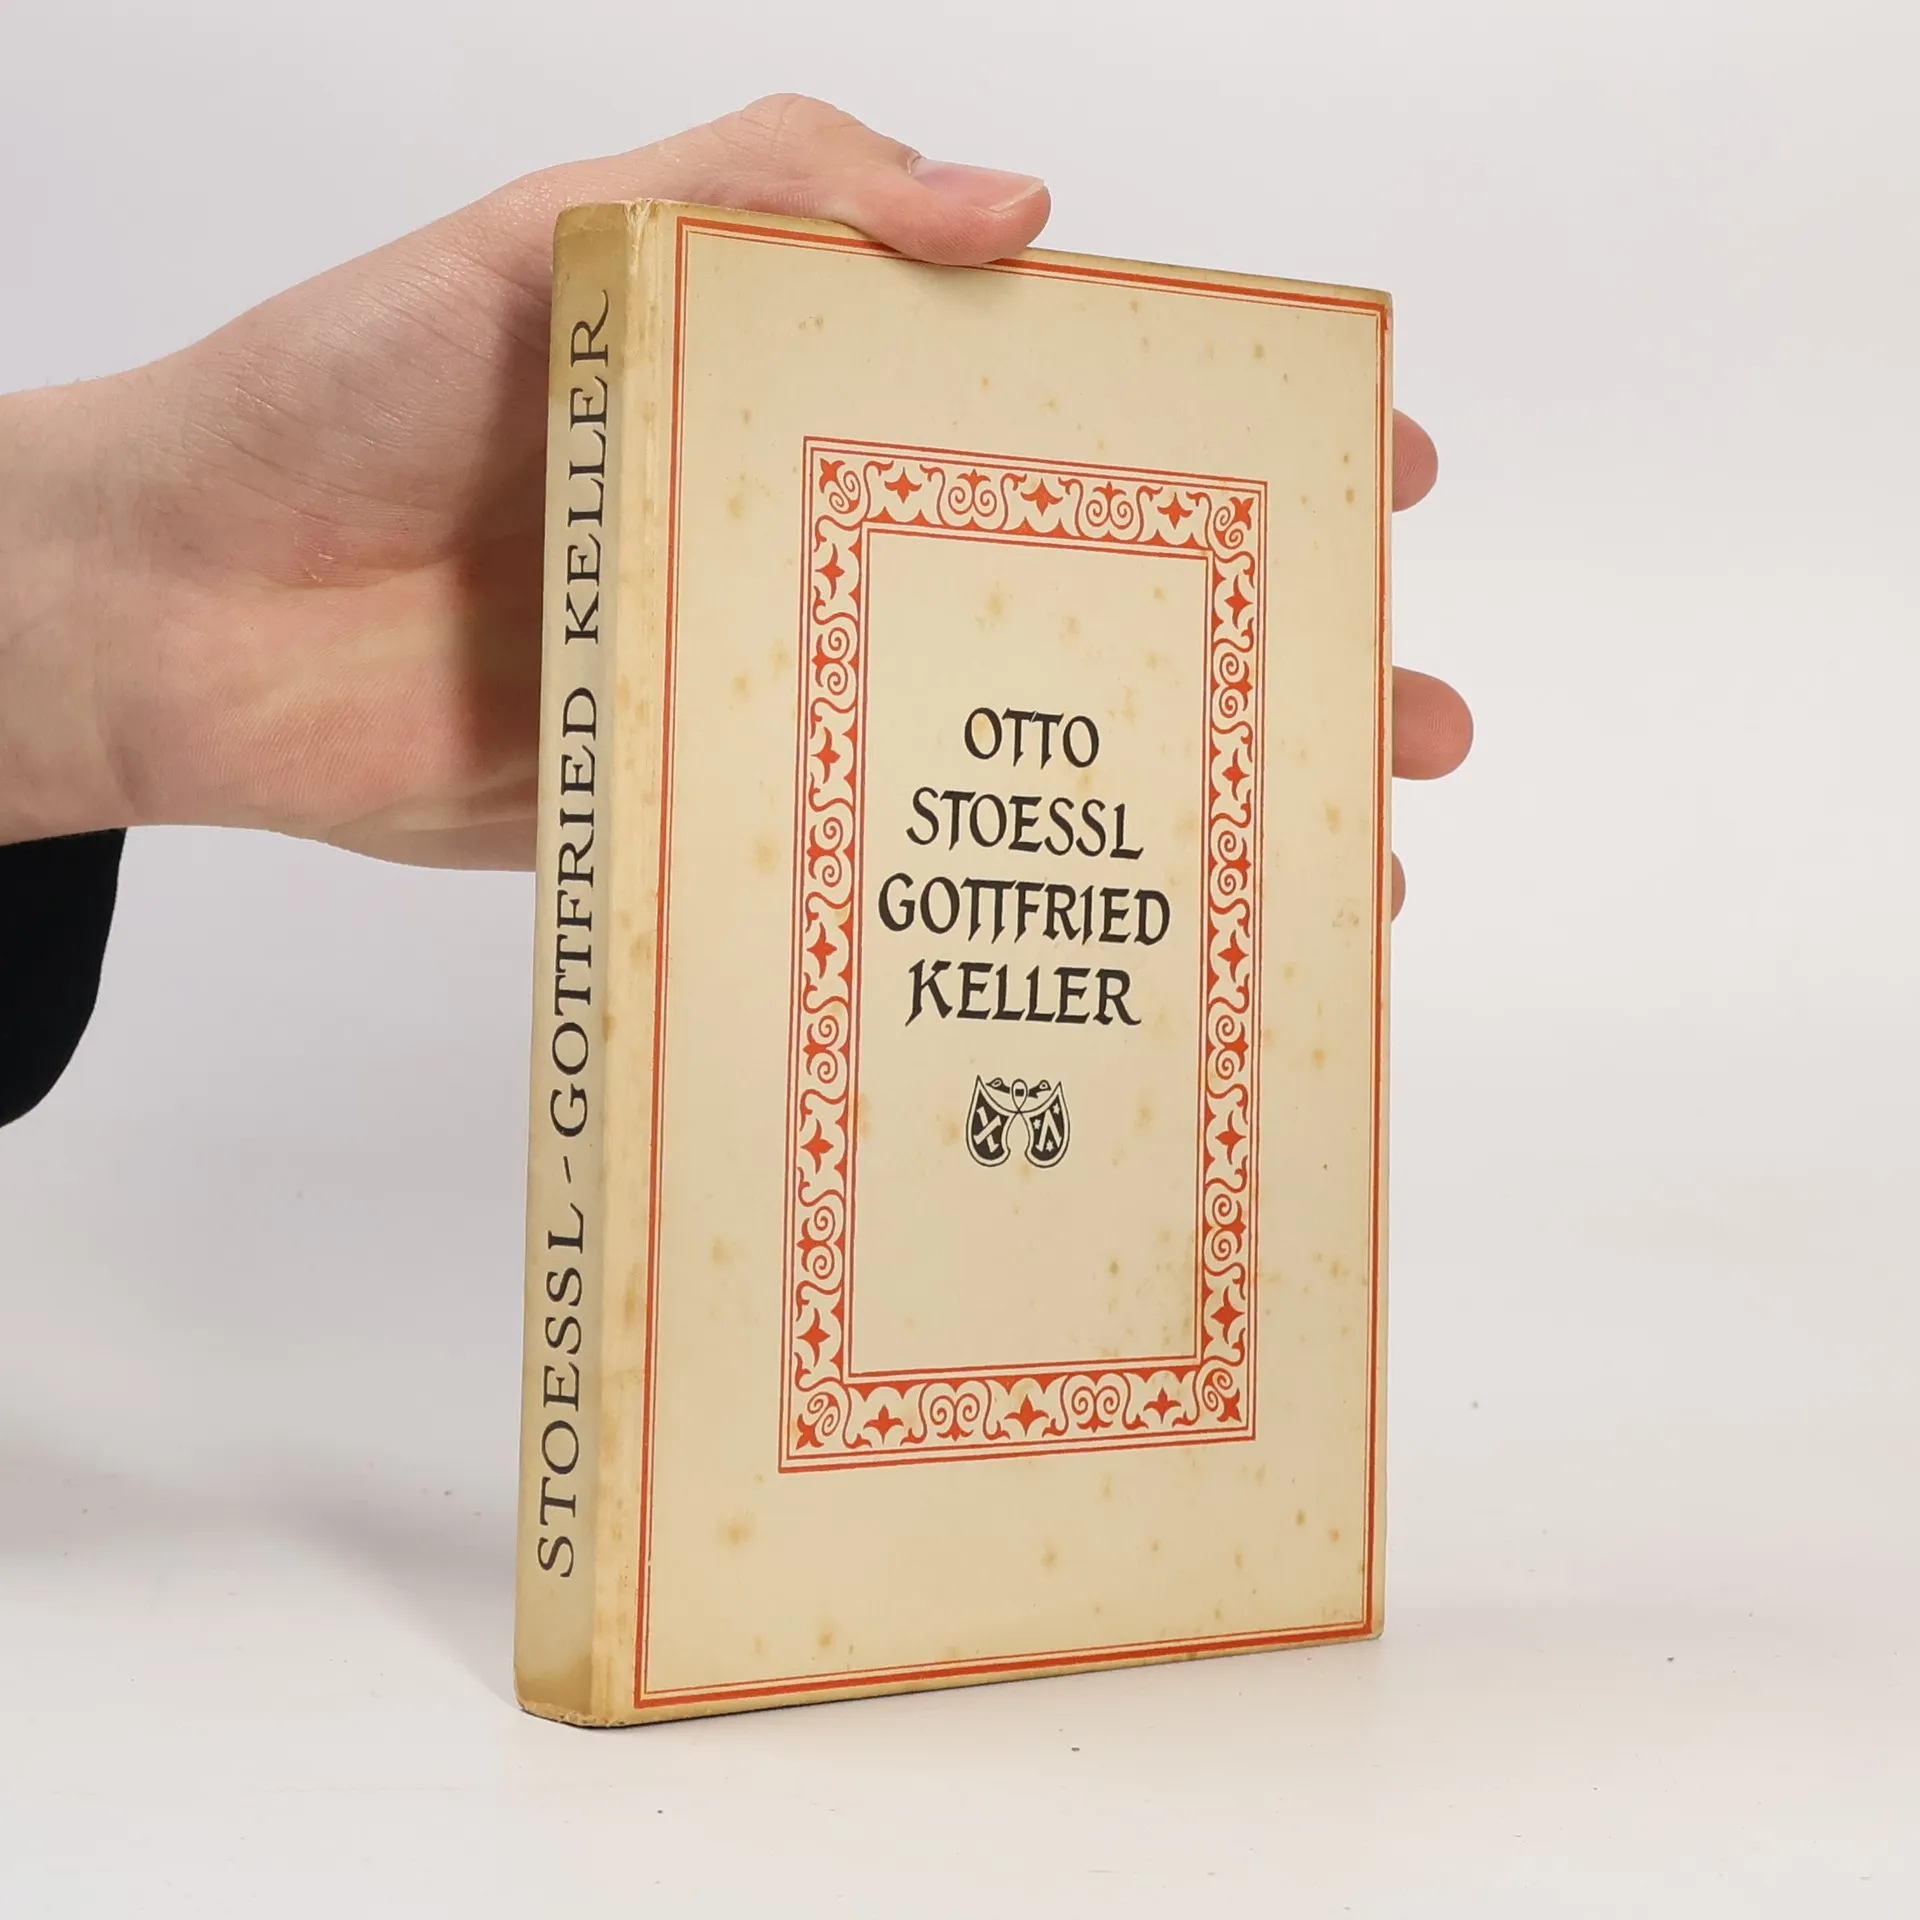 STOESSL - GOTTFRIED KELLER
OTTO
STOESSL
GOTTFRIED
KELLER